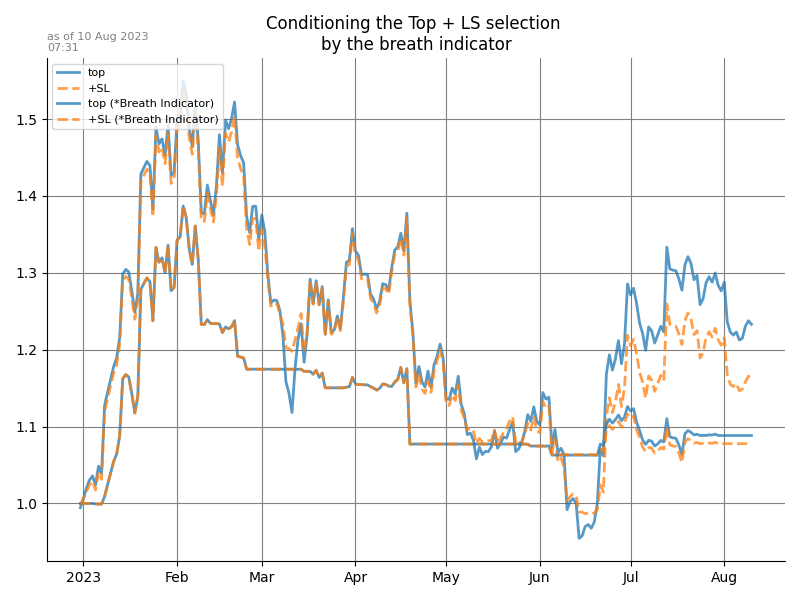 Conditioning the Top + LS selection
by the breath indicator
as of 10 Aug 2023
07:31
top
+SL
top (*Breath Indicator)
+SL (*Breath Indicator)
1.5
1.4
1.3
1.2
1.1
1.0
2023 Feb Mar Apr May Jun Jul Aug